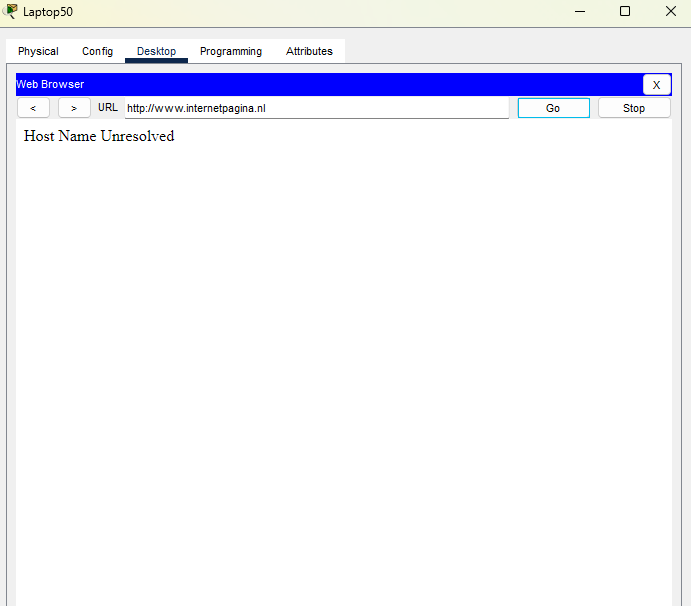 Laptop50
Physical Config Desktop Programming Attributes
Web Browser X
< > URL http://www.internetpagina.nl Go Stop
Host Name Unresolved